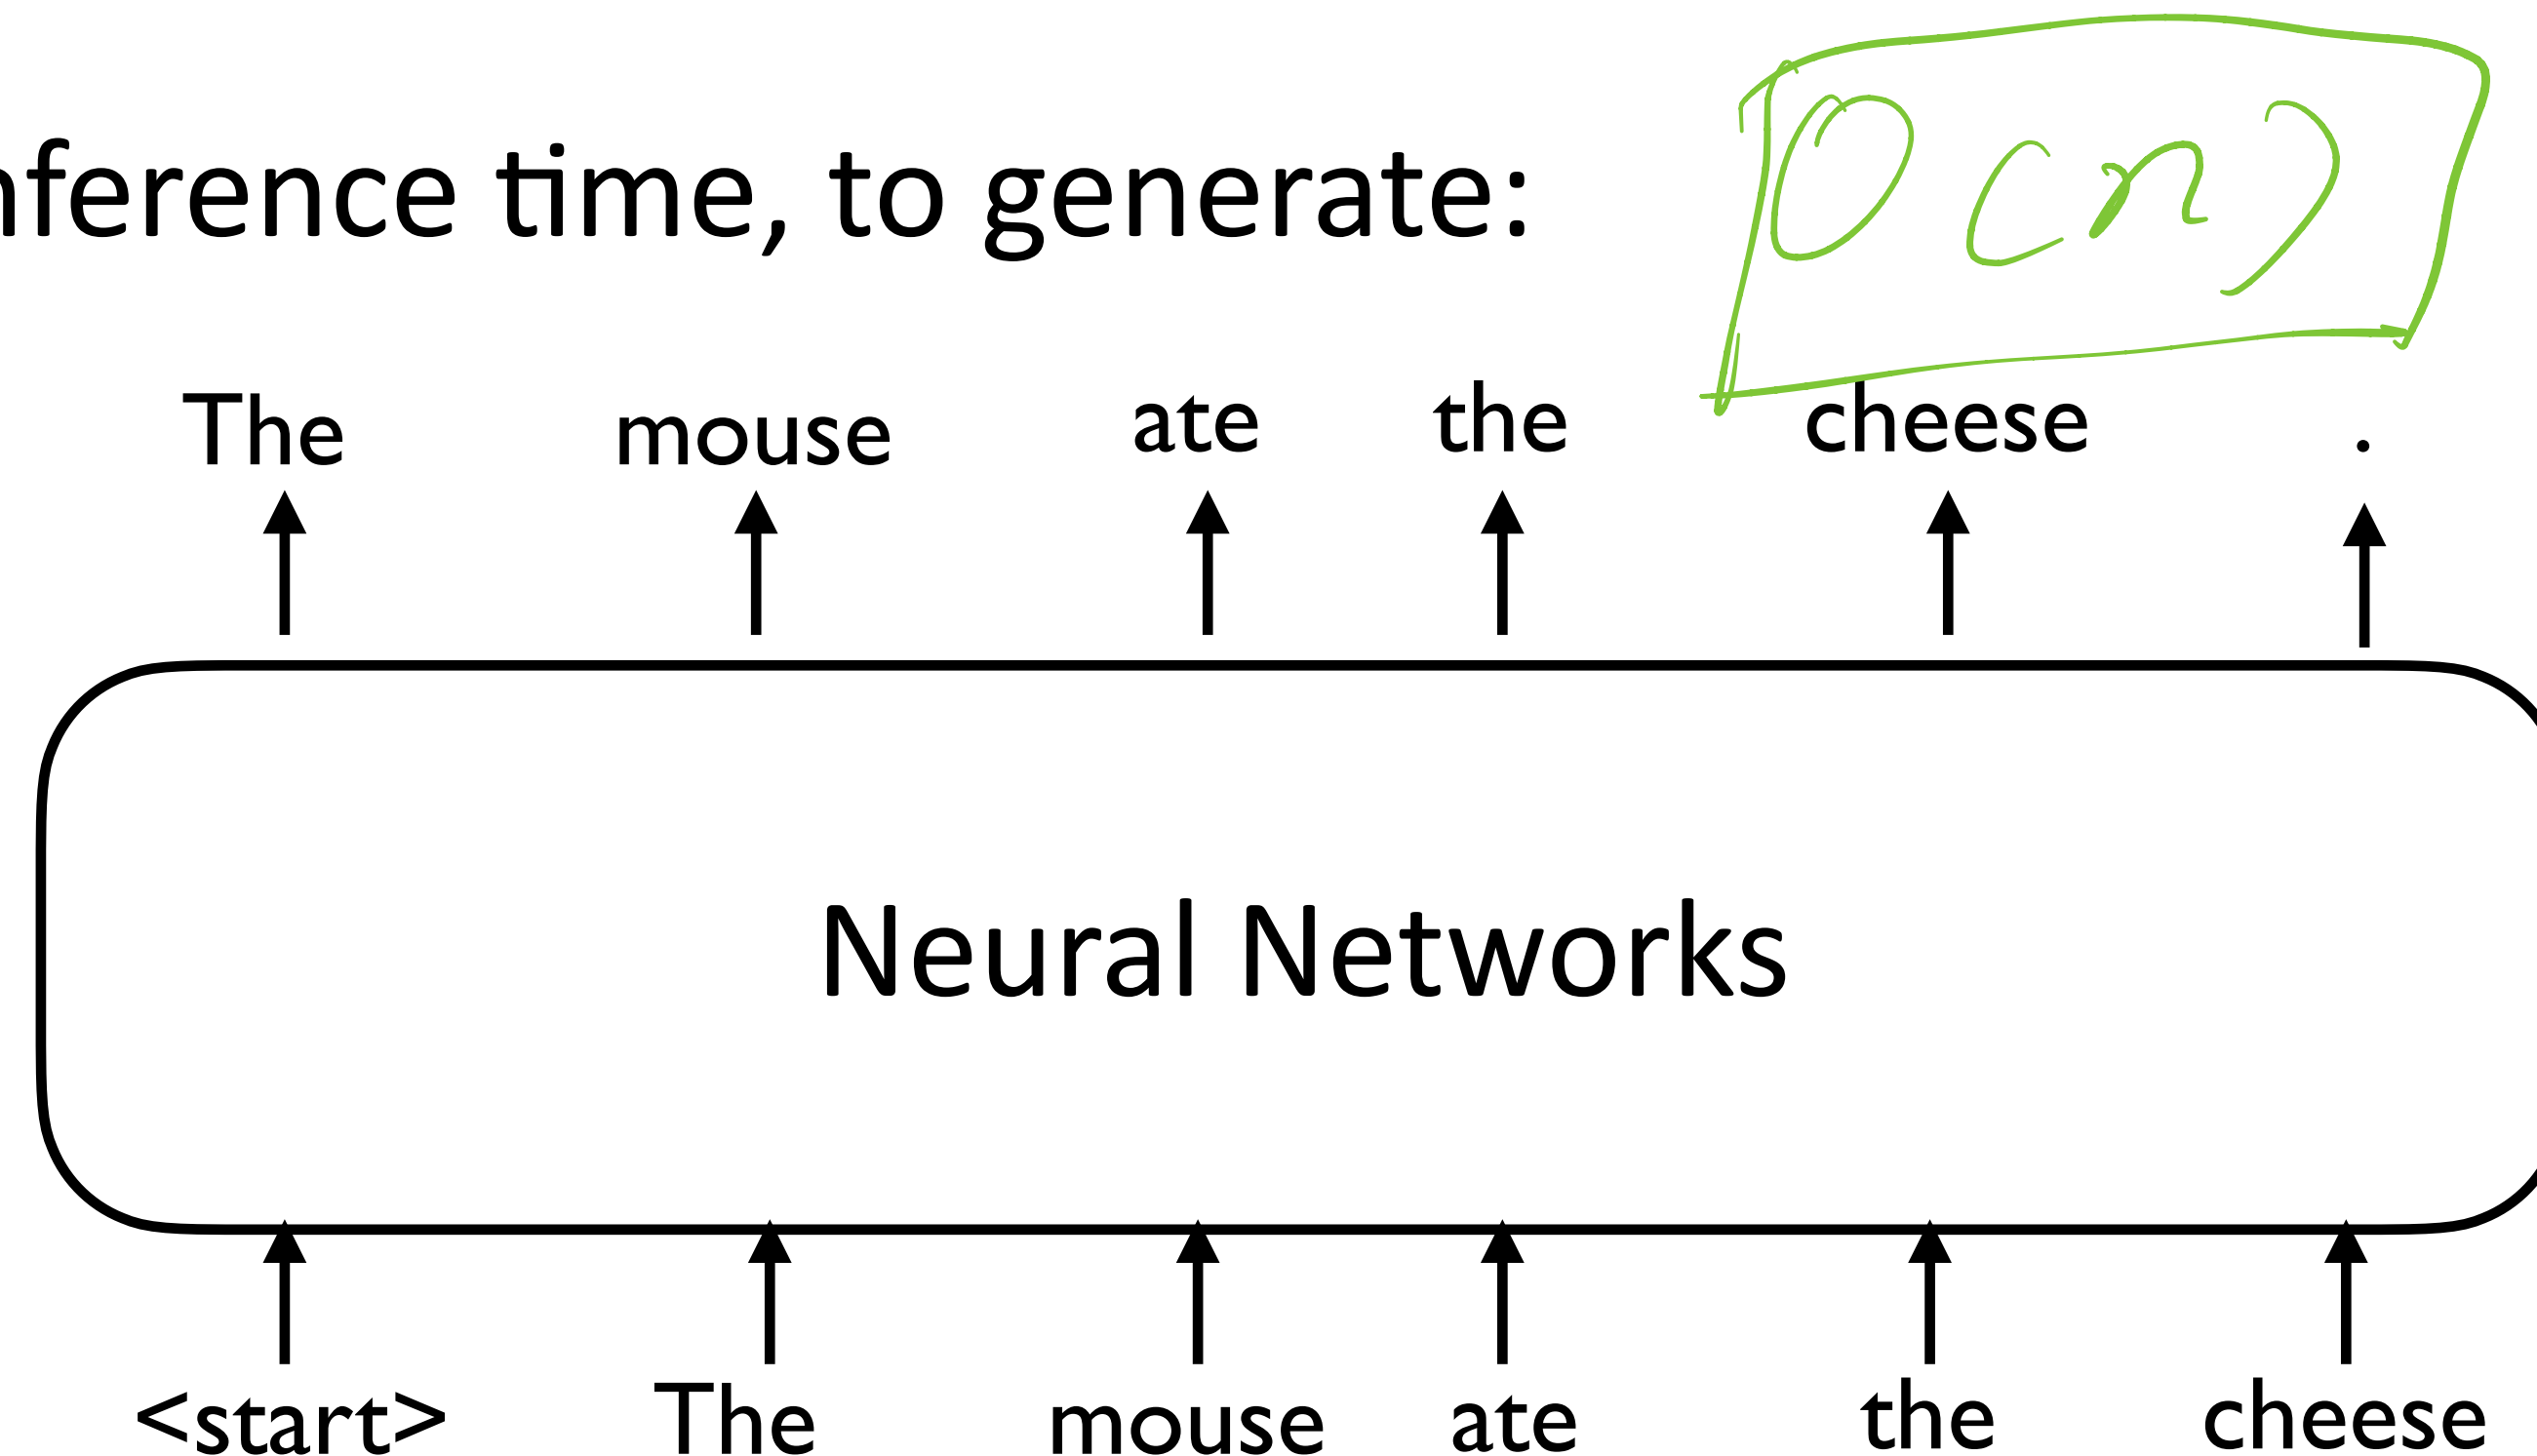 nference time, to generate:
O(n)
The mouse ate the cheese .
Neural Networks
<start> The mouse ate the cheese